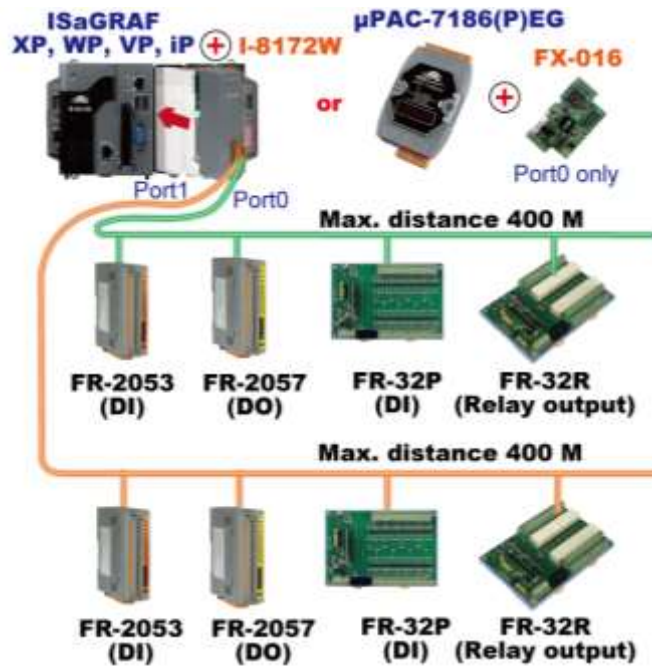 ISaGRAF
XP, WP, VP, iP + I-8172W
or
µPAC-7186(P)EG
+
FX-016
Port0 only
Port1
Port0
Max. distance 400 M
FR-2053
(DI)
FR-2057
(DO)
FR-32P
(DI)
FR-32R
(Relay output)
Max. distance 400 M
FR-2053
(DI)
FR-2057
(DO)
FR-32P
(DI)
FR-32R
(Relay output)